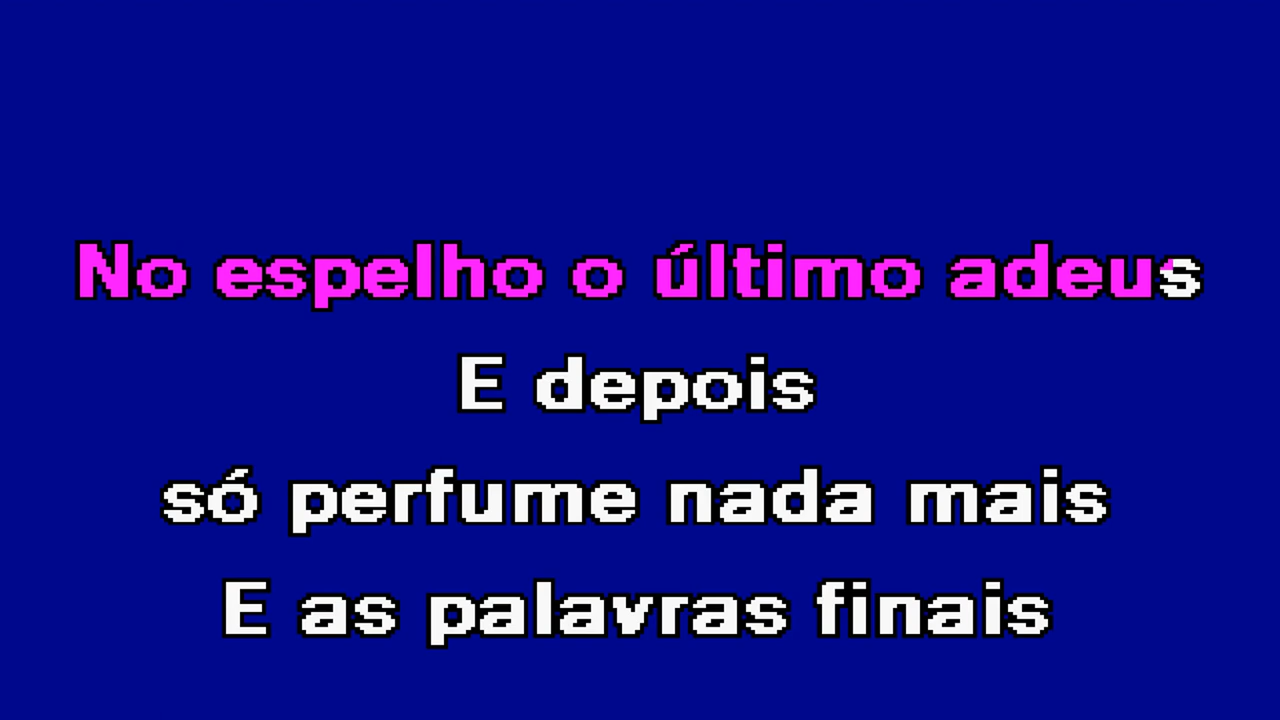 No espelho o último adeus
E depois
só perfume nada mais
E as palavras finais